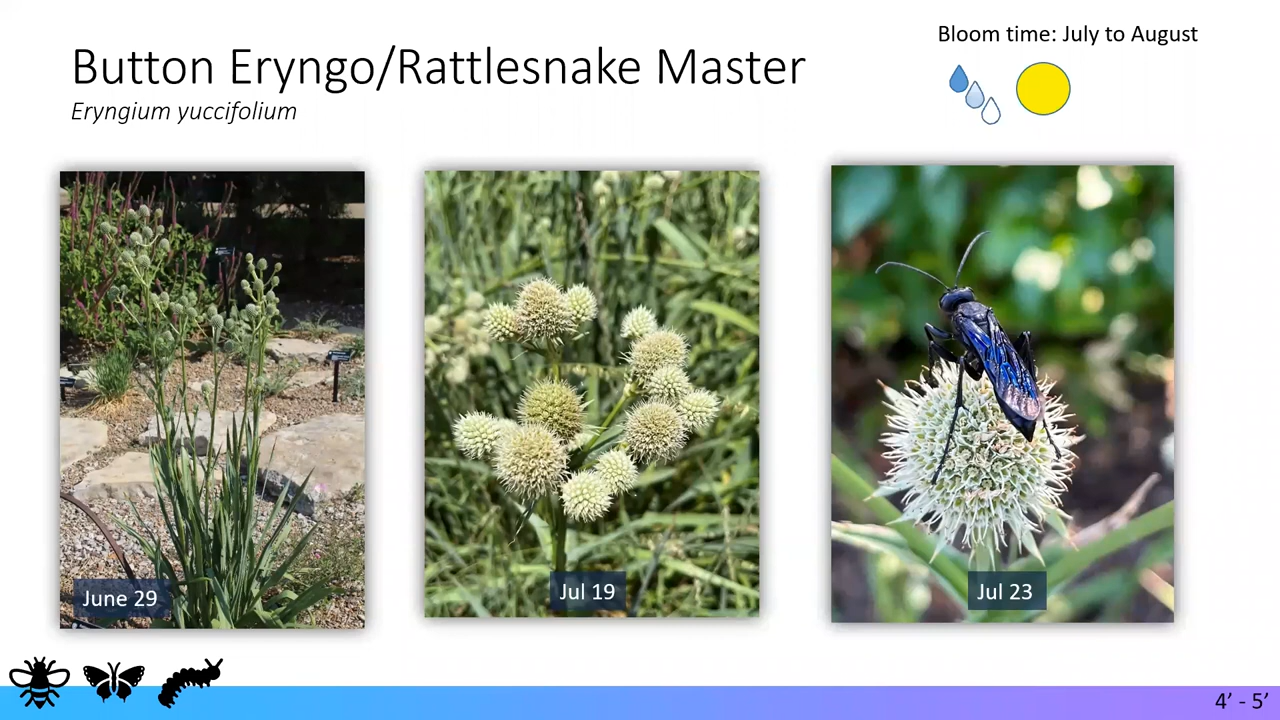 Bloom time: July to August
Button Eryngo/Rattlesnake Master
Eryngium yuccifolium
June 29
Jul 19
Jul 23
4’ - 5’